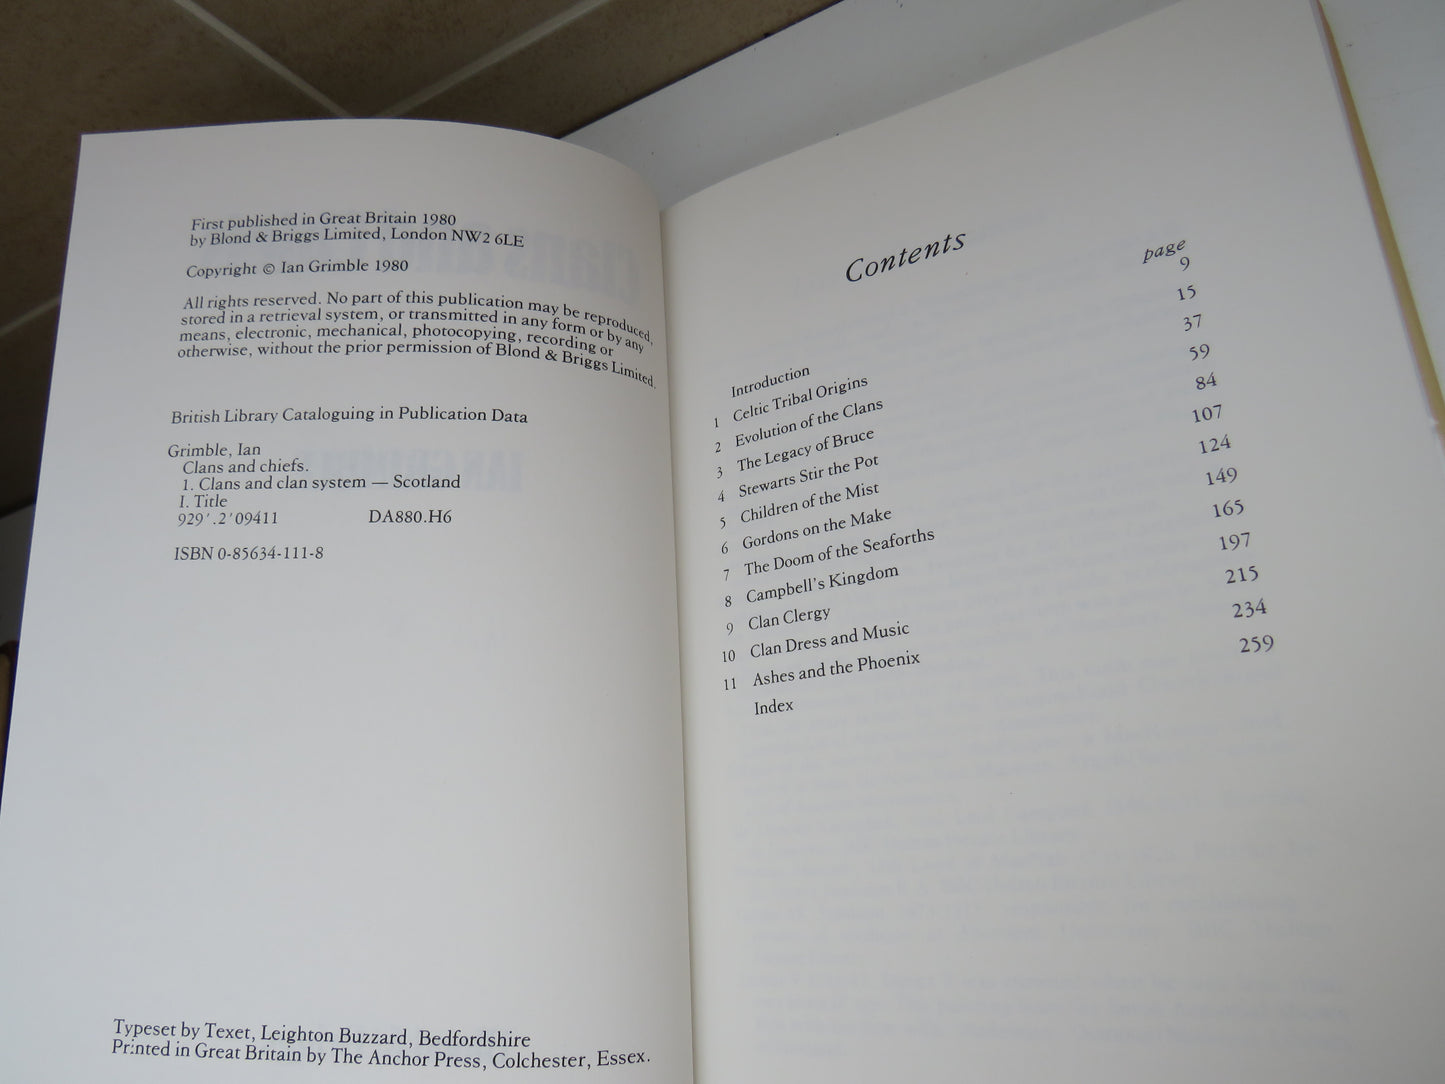 First published in Great Britain 1980
by Blond & Briggs Limited, London NW2 6LE
Copyright © Ian Grimble 1980
All rights reserved. No part of this publication may be reproduced,
stored in a retrieval system, or transmitted in any form or by any
means, electronic, mechanical, photocopying, recording or
otherwise, without the prior permission of Blond & Briggs Limited.
British Library Cataloguing in Publication Data
Grimble, Ian
Clans and chiefs.
1. Clans and clan system — Scotland
I. Title
929'.2'09411 DA880.H6
ISBN 0-85634-111-8
Typeset by Texet, Leighton Buzzard, Bedfordshire
Printed in Great Britain by The Anchor Press, Colchester, Essex.
Contents
page
Introduction 9
1 Celtic Tribal Origins 15
2 Evolution of the Clans 37
3 The Legacy of Bruce 59
4 Stewarts Stir the Pot 84
5 Children of the Mist 107
6 Gordons on the Make 124
7 The Doom of the Seaforths 149
8 Campbell's Kingdom 165
9 Clan Clergy 197
10 Clan Dress and Music 215
11 Ashes and the Phoenix 234
Index 259